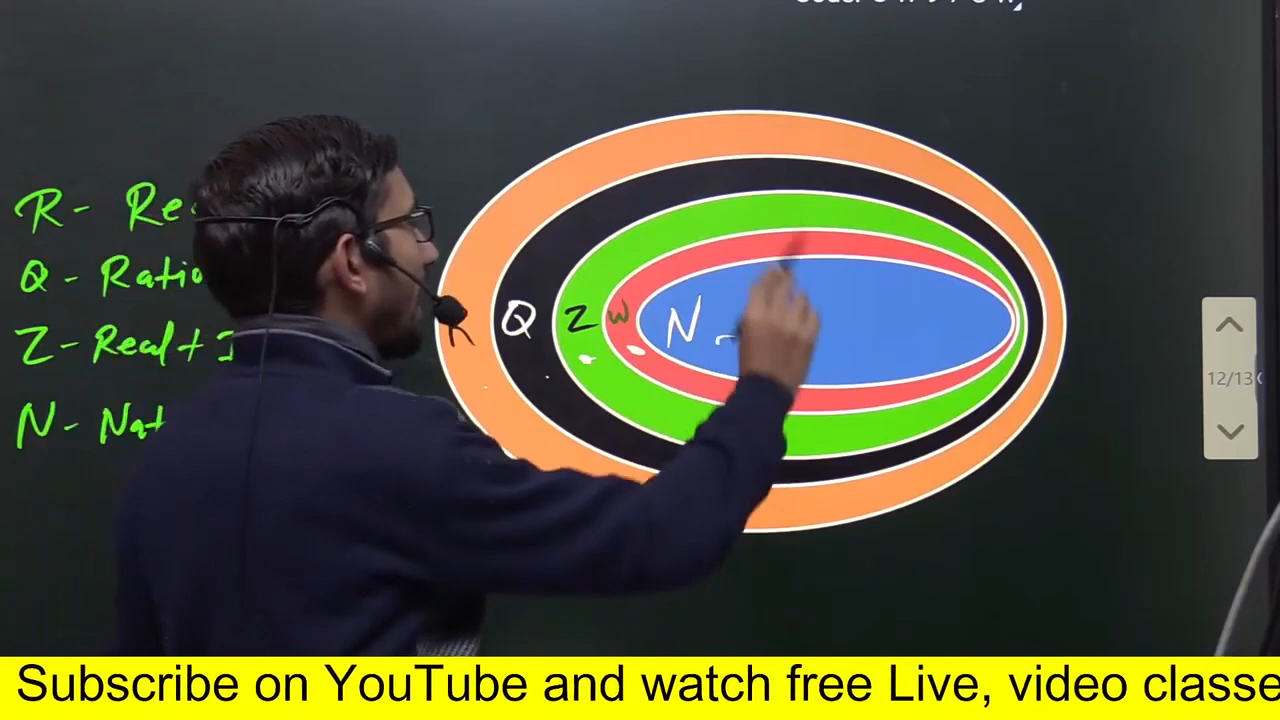 R - Re
Q - Ratio
Z - Real + I
N - Nat
R Q Z W N -
12/13
Subscribe on YouTube and watch free Live, video classe